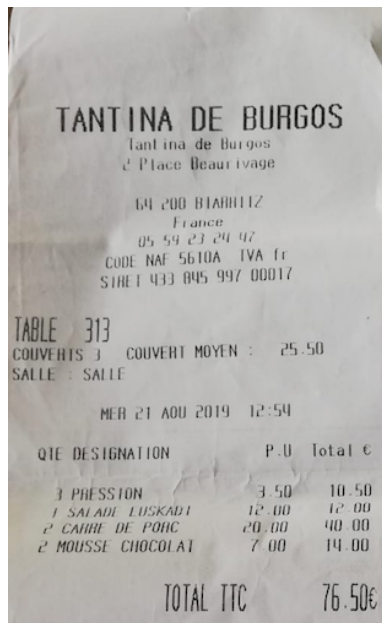 TANTINA DE BURGOS
Tantina de Burgos
2 Place Beaurivage
64 200 BIARRITZ
France
05 59 23 24 47
CODE NAF 5610A IVA fr
SIRET 433 845 997 00017
TABLE 313
COUVERTS 3 COUVERT MOYEN : 25.50
SALLE : SALLE
MER 21 AOU 2019 12:54
QTE DESIGNATION P.U Total €
3 PRESSION 3.50 10.50
1 SALADE EUSKADI 12.00 12.00
2 CARRE DE PORC 20.00 40.00
2 MOUSSE CHOCOLAT 7.00 14.00
TOTAL TTC 76.50€